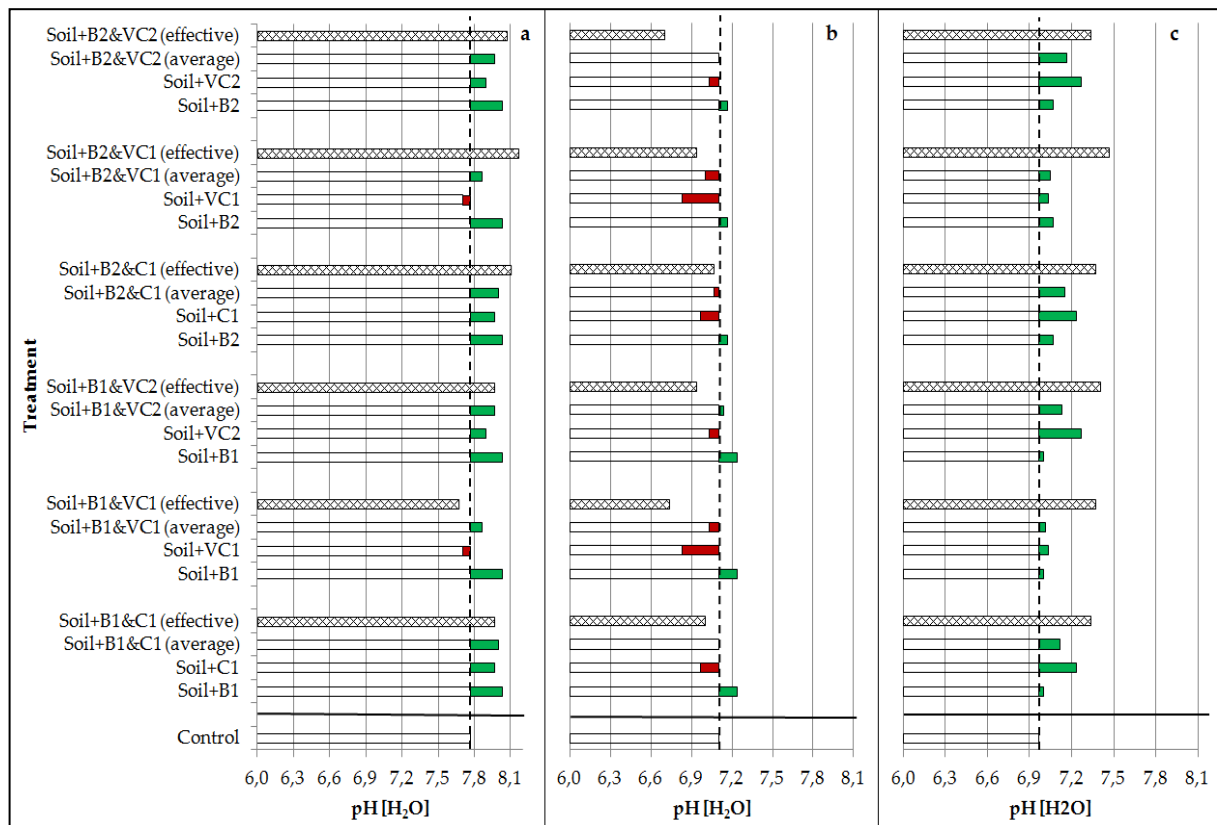 a
b
c
Treatment
Soil+B2&VC2 (effective)
Soil+B2&VC2 (average)
Soil+VC2
Soil+B2
Soil+B2&VC1 (effective)
Soil+B2&VC1 (average)
Soil+VC1
Soil+B2
Soil+B2&C1 (effective)
Soil+B2&C1 (average)
Soil+C1
Soil+B2
Soil+B1&VC2 (effective)
Soil+B1&VC2 (average)
Soil+VC2
Soil+B1
Soil+B1&VC1 (effective)
Soil+B1&VC1 (average)
Soil+VC1
Soil+B1
Soil+B1&C1 (effective)
Soil+B1&C1 (average)
Soil+C1
Soil+B1
Control
6,0 6,3 6,6 6,9 7,2 7,5 7,8 8,1
pH [H₂O]
6,0 6,3 6,6 6,9 7,2 7,5 7,8 8,1
pH [H₂O]
6,0 6,3 6,6 6,9 7,2 7,5 7,8 8,1
pH [H2O]